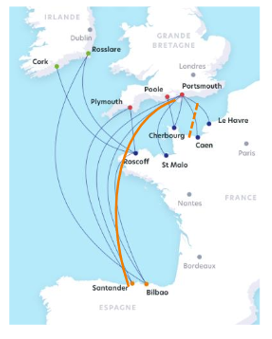 IRLANDE
Dublin
Rosslare
Cork
GRANDE
BRETAGNE
Londres
Poole
Portsmouth
Plymouth
Le Havre
Cherbourg
Caen
Paris
Roscoff
St Malo
FRANCE
Nantes
Bordeaux
Santander
Bilbao
ESPAGNE